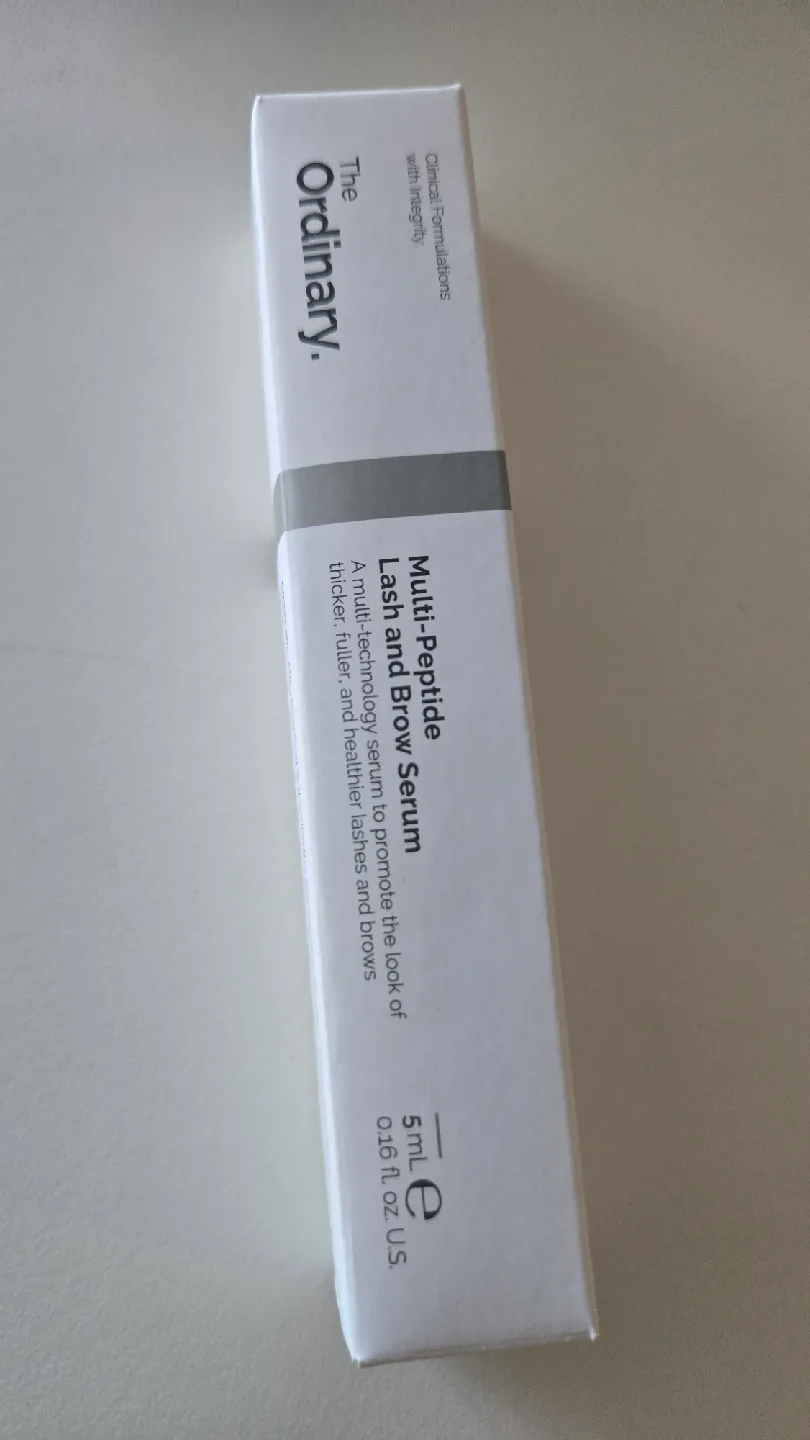 Clinical Formulations
with Integrity.
The
Ordinary.
Multi-Peptide
Lash and Brow Serum
A multi-technology serum to promote the look of
thicker, fuller, and healthier lashes and brows
5 mL e
0.16 fl. oz. U.S.